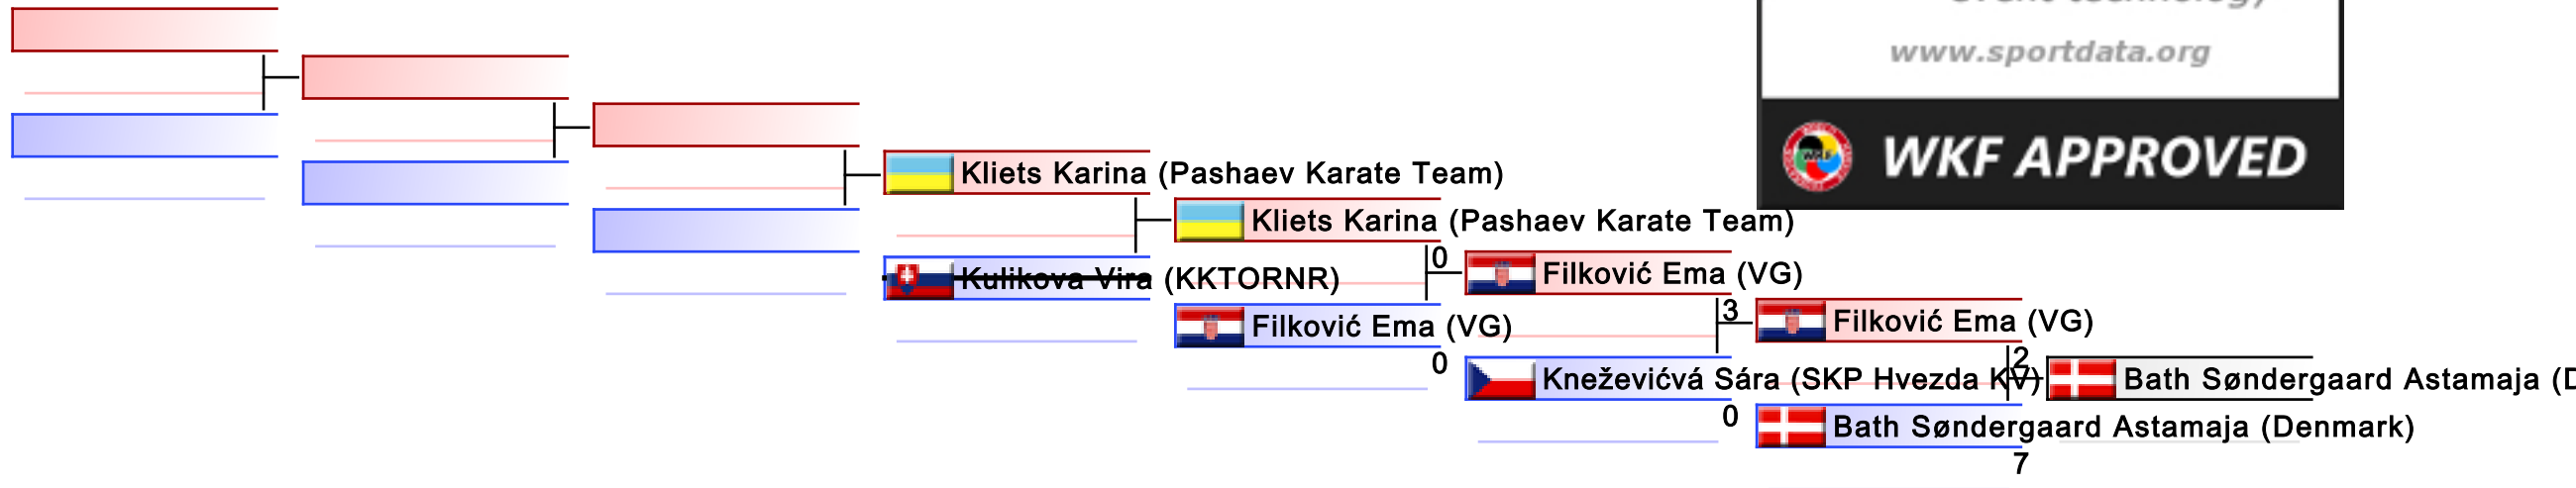 www.sportdata.org
WKF APPROVED
Kliets Karina (Pashaev Karate Team)
Kliets Karina (Pashaev Karate Team)
0
Kulikova Vira (KKTORNR)
Filković Ema (VG)
3
Filković Ema (VG)
Filković Ema (VG)
2
0
Kneževićvá Sára (SKP Hvezda KV)
Bath Søndergaard Astamaja (D
0
Bath Søndergaard Astamaja (Denmark)
7